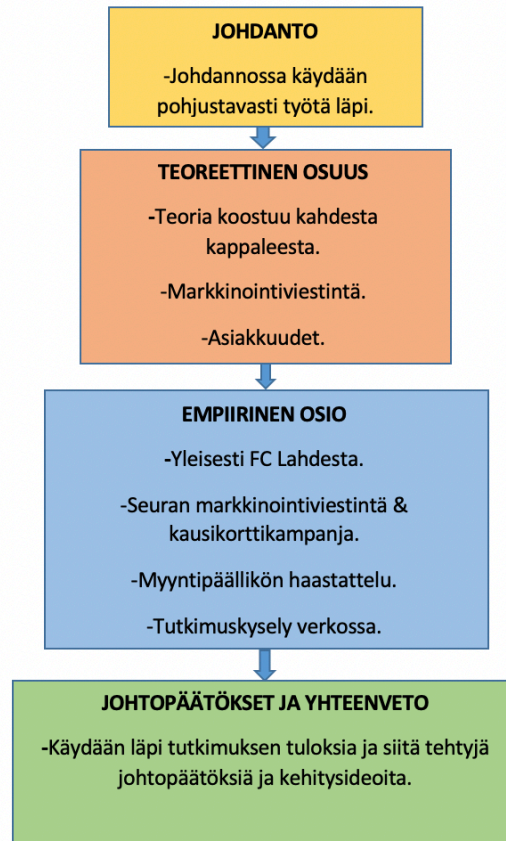 JOHDANTO
-Johdannossa käydään
pohjustavasti työtä läpi.
TEOREETTINEN OSUUS
-Teoria koostuu kahdesta
kappaleesta.
-Markkinointiviestintä.
-Asiakkuudet.
EMPIIRINEN OSIO
-Yleisesti FC Lahdesta.
-Seuran markkinointiviestintä &
kausikorttikampanja.
-Myyntipäällikön haastattelu.
-Tutkimuskysely verkossa.
JOHTOPÄÄTÖKSET JA YHTEENVETO
-Käydään läpi tutkimuksen tuloksia ja siitä tehtyjä
johtopäätöksiä ja kehitysideoita.